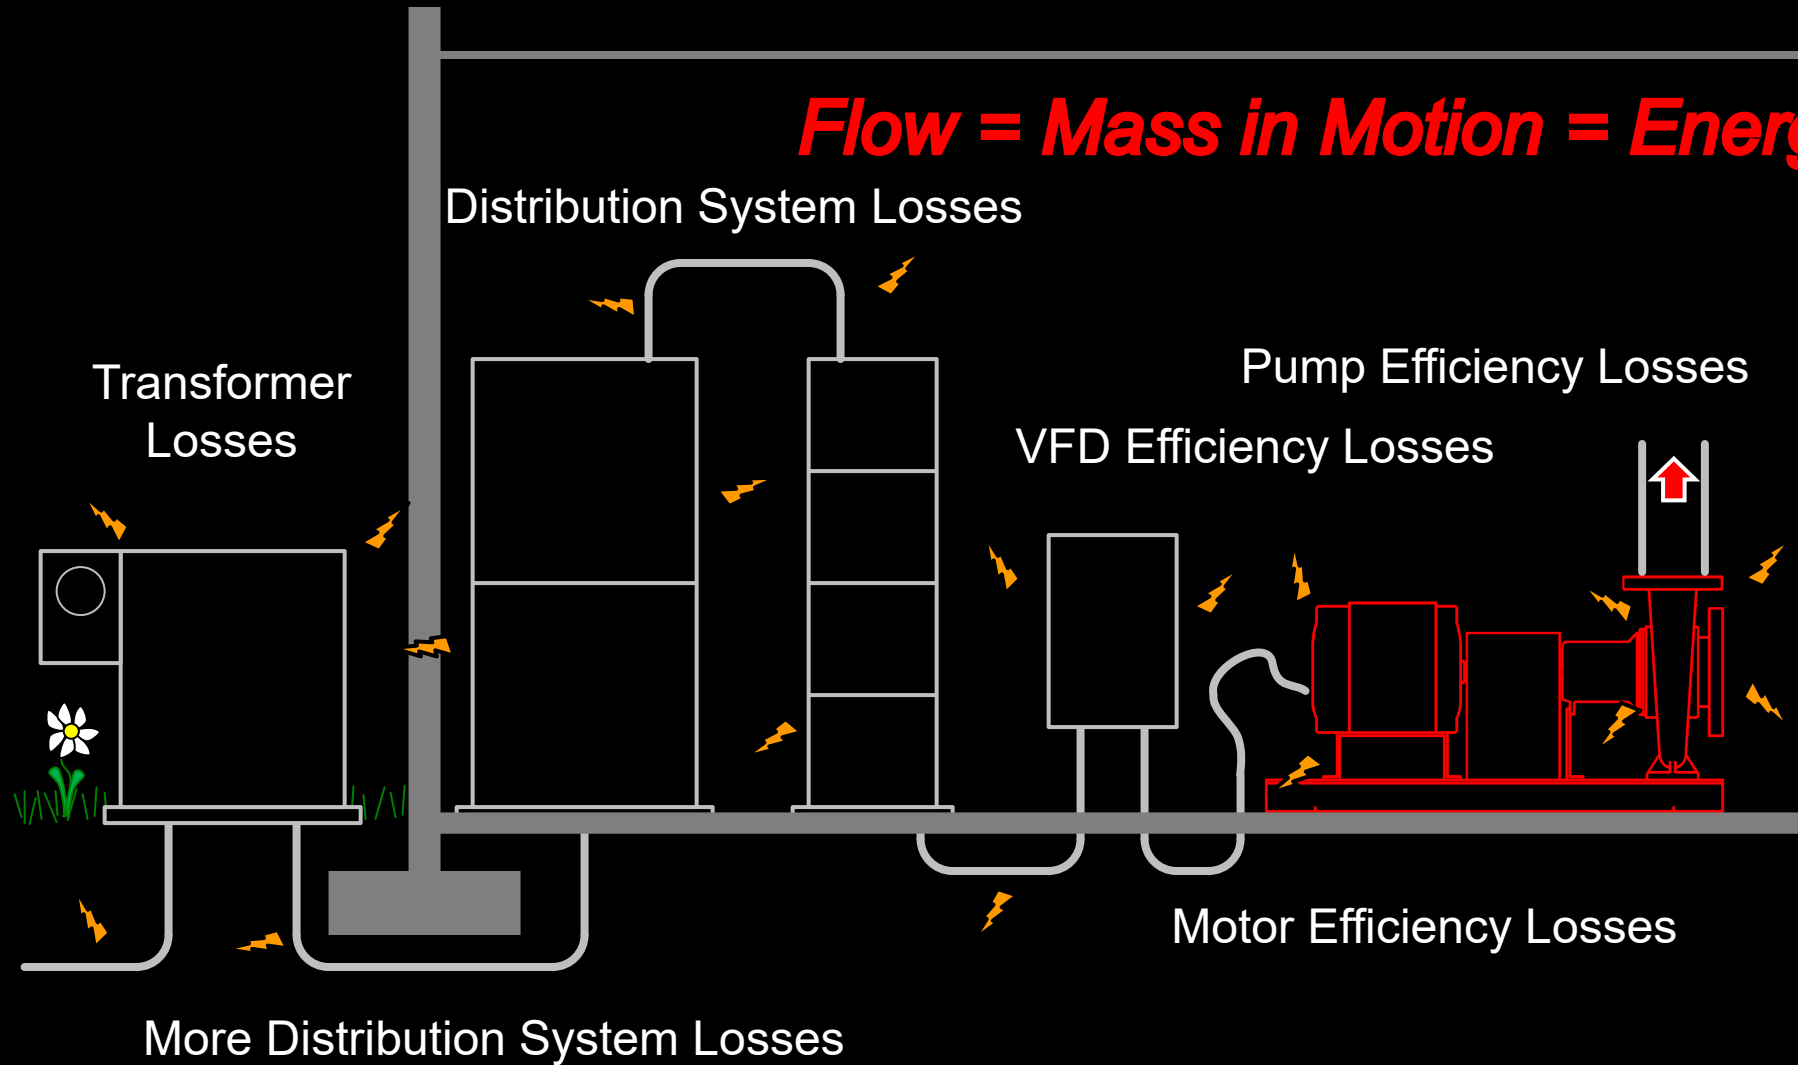 Flow = Mass in Motion = Energ
Distribution System Losses
Transformer
Losses
Pump Efficiency Losses
VFD Efficiency Losses
Motor Efficiency Losses
More Distribution System Losses